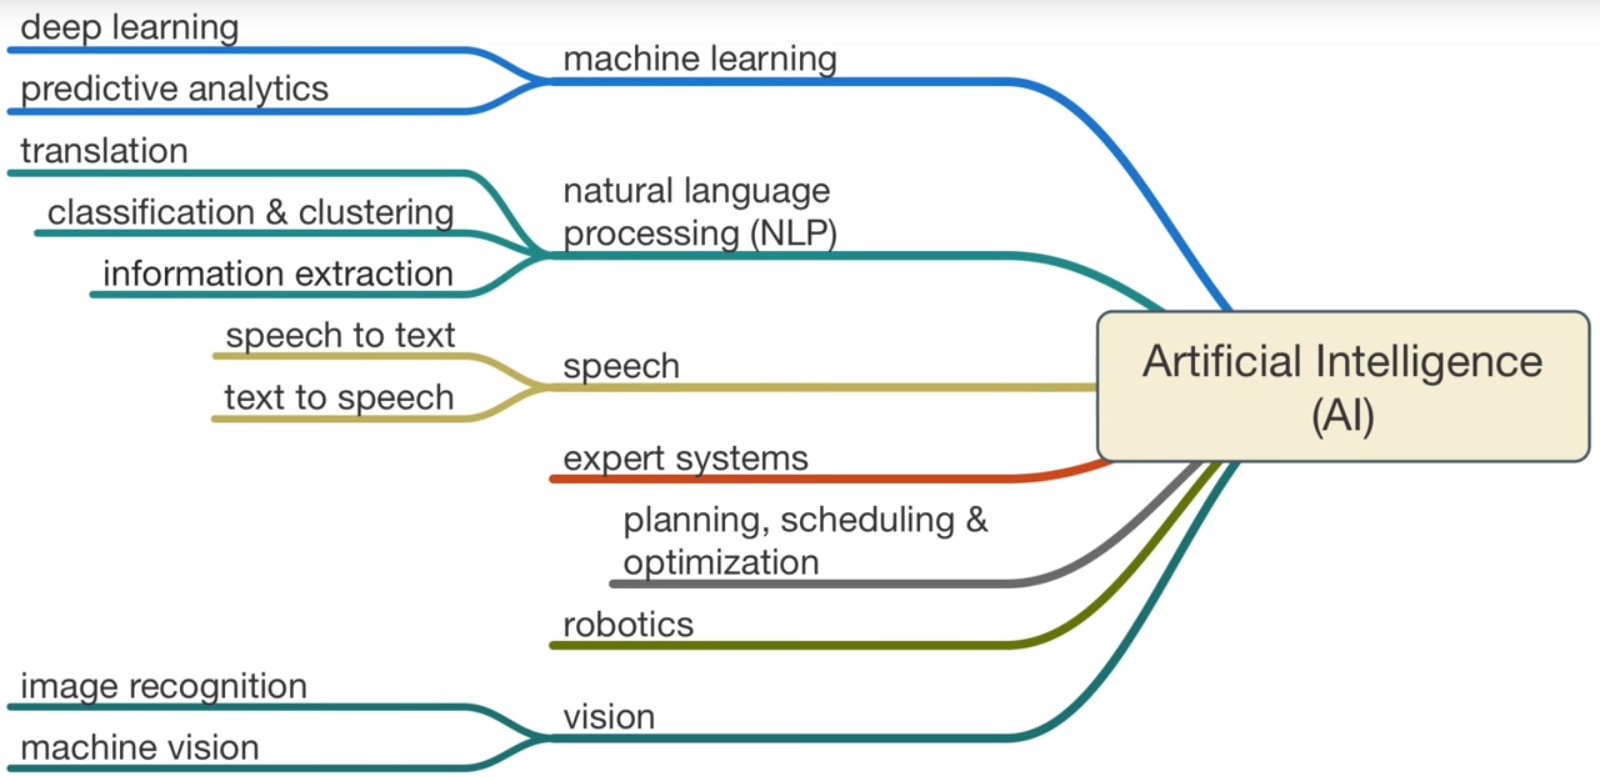 deep learning
predictive analytics
machine learning
translation
classification & clustering
information extraction
natural language
processing (NLP)
speech to text
text to speech
speech
expert systems
planning, scheduling &
optimization
robotics
image recognition
machine vision
vision
Artificial Intelligence
(AI)